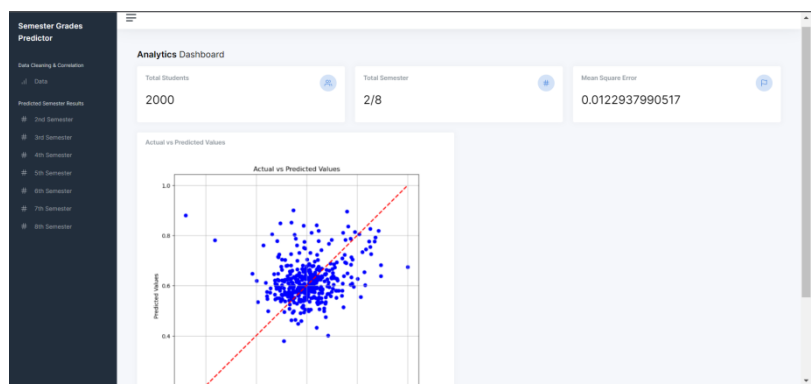 Semester Grades
Predictor
Data Cleaning & Correlation
Data
Predicted Semester Results
# 2nd Semester
# 3rd Semester
# 4th Semester
# 5th Semester
# 6th Semester
# 7th Semester
# 8th Semester
Analytics Dashboard
Total Students
2000
Total Semester
#
2/8
Mean Square Error
0.0122937990517
Actual vs Predicted Values
Actual vs Predicted Values
1.0
0.8
0.6
0.4
Predicted Values